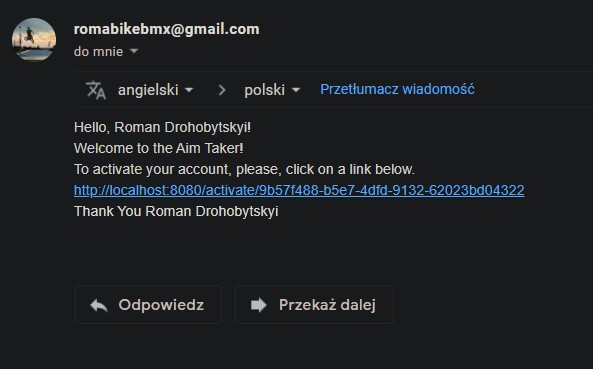 romabikebmx@gmail.com
do mnie
angielski > polski Przetłumacz wiadomość
Hello, Roman Drohobytskyi!
Welcome to the Aim Taker!
To activate your account, please, click on a link below.
http://localhost:8080/activate/9b57f488-b5e7-4dfd-9132-62023bd04322
Thank You Roman Drohobytskyi
Odpowiedz Przekaż dalej